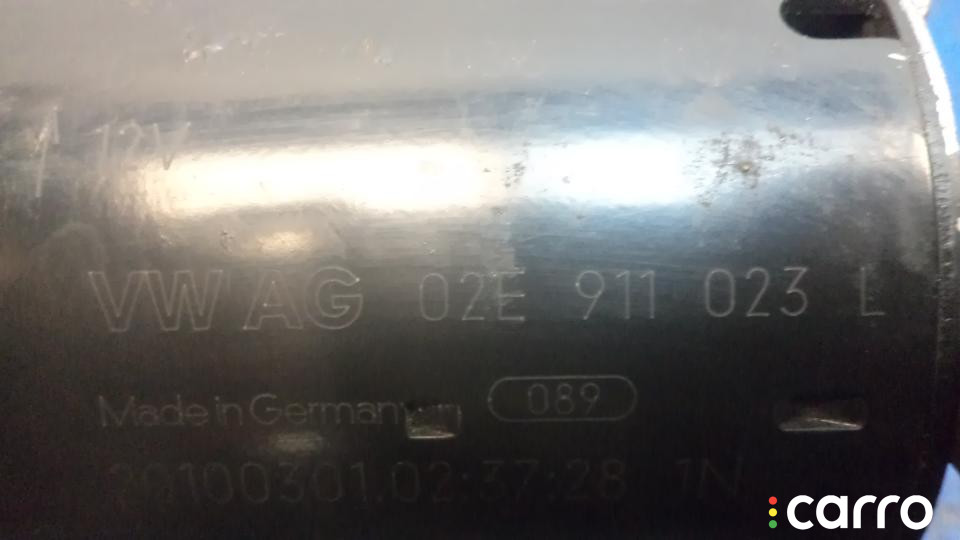 12V
VW AG 02E 911 023 L
Made in Germany 089
20100301.02:37:28 1N
carro